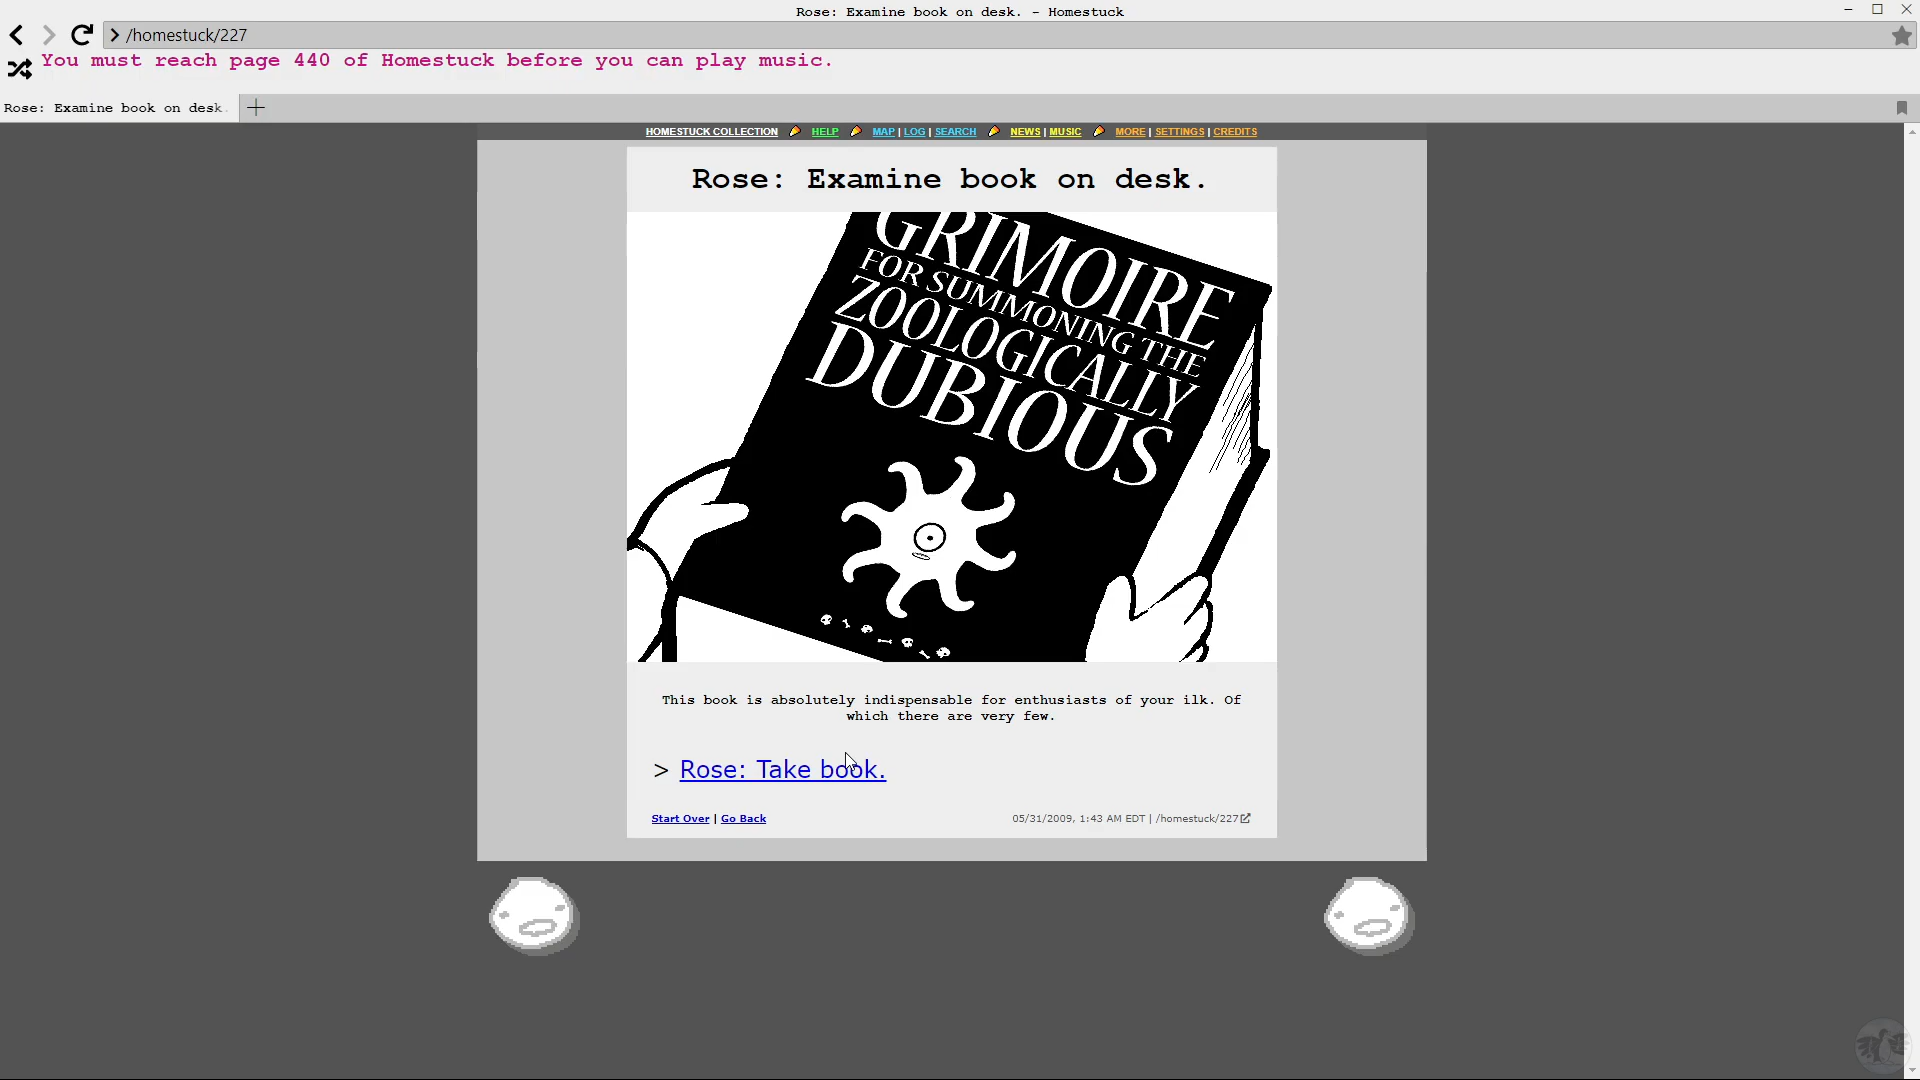 Rose: Examine book on desk. - Homestuck
/homestuck/227
You must reach page 440 of Homestuck before you can play music.
Rose: Examine book on desk.
HOMESTUCK COLLECTION HELP MAP | LOG | SEARCH NEWS | MUSIC MORE | SETTINGS | CREDITS
Rose: Examine book on desk.
GRIMOIRE
FOR SUMMONING THE
ZOOLOGICALLY
DUBIOUS
This book is absolutely indispensable for enthusiasts of your ilk. Of
which there are very few.
> Rose: Take book.
Start Over | Go Back
05/31/2009, 1:43 AM EDT | /homestuck/227